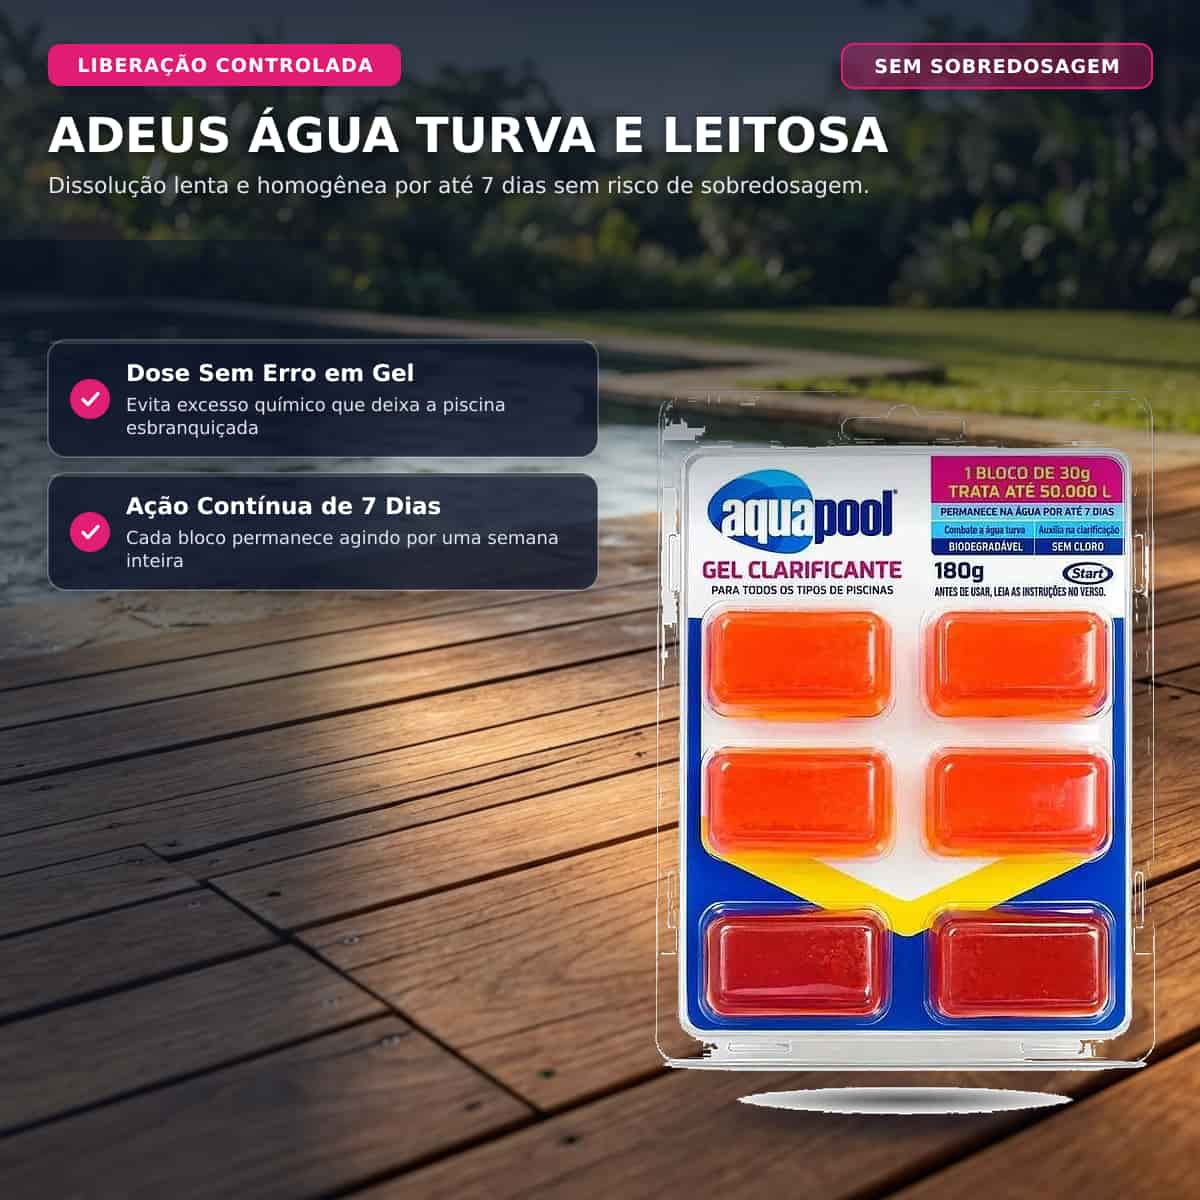 LIBERAÇÃO CONTROLADA
SEM SOBREDOSAGEM
ADEUS ÁGUA TURVA E LEITOSA
Dissolução lenta e homogênea por até 7 dias sem risco de sobredosagem.
Dose Sem Erro em Gel
Evita excesso químico que deixa a piscina
esbranquiçada
Ação Contínua de 7 Dias
Cada bloco permanece agindo por uma semana
inteira
aquapool
GEL CLARIFICANTE
PARA TODOS OS TIPOS DE PISCINAS
1 BLOCO DE 30g
TRATA ATÉ 50.000 L
PERMANECE NA ÁGUA POR ATÉ 7 DIAS
Combate a água turva
Auxilia na clarificação
BIODEGRADÁVEL
SEM CLORO
180g
Start
ANTES DE USAR, LEIA AS INSTRUÇÕES NO VERSO.